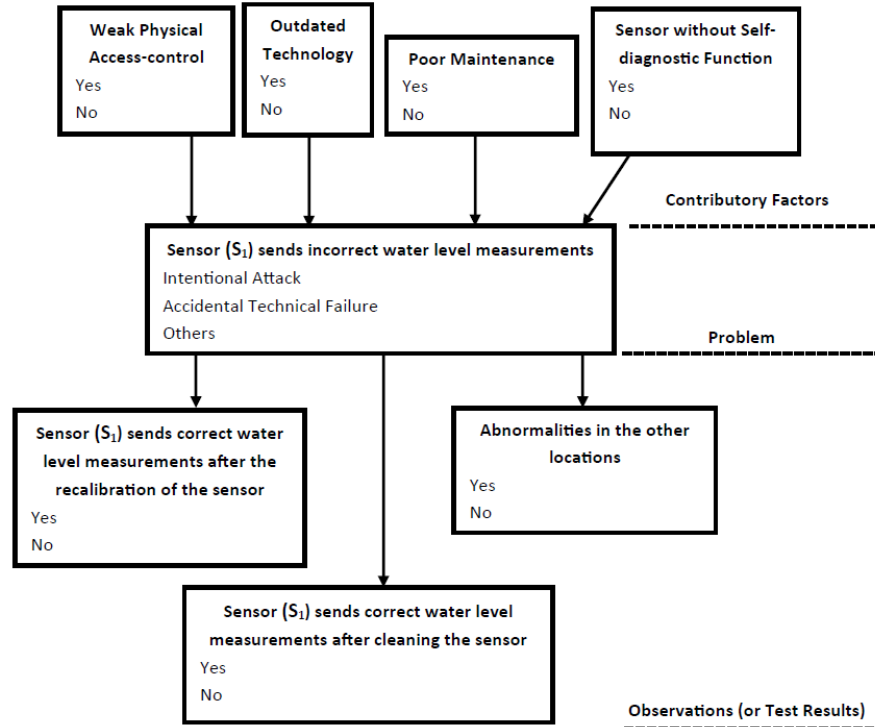 Weak Physical
Access-control
Yes
No
Outdated
Technology
Yes
No
Poor Maintenance
Yes
No
Sensor without Self-
diagnostic Function
Yes
No
Contributory Factors
Sensor (S₁) sends incorrect water level measurements
Intentional Attack
Accidental Technical Failure
Others
Problem
Sensor (S₁) sends correct water
level measurements after the
recalibration of the sensor
Yes
No
Abnormalities in the other
locations
Yes
No
Sensor (S₁) sends correct water level
measurements after cleaning the sensor
Yes
No
Observations (or Test Results)